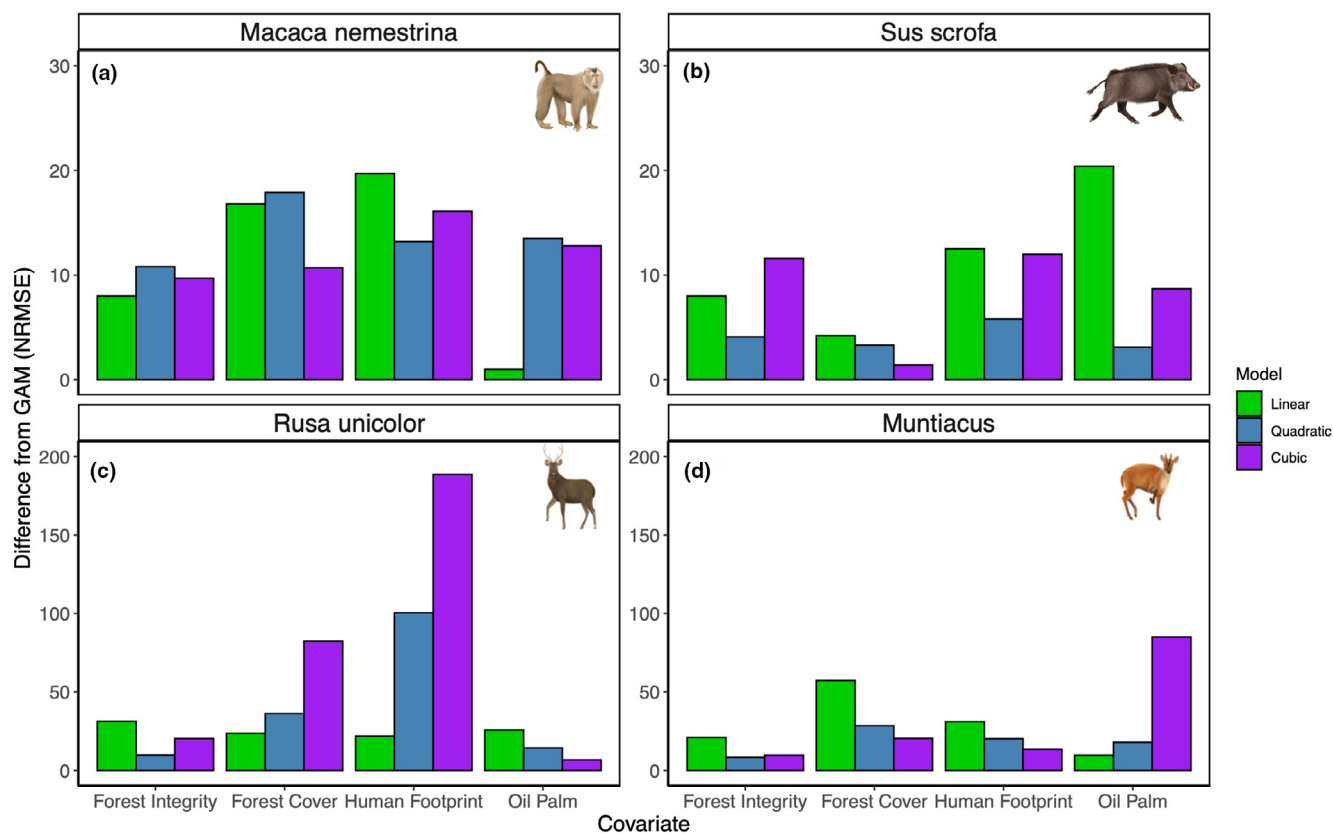 Macaca nemestrina
Sus scrofa
(a)
(b)
30
20
10
0
30
20
10
0
Rusa unicolor
Muntiacus
(c)
(d)
200
150
100
50
0
200
150
100
50
0
Forest Integrity Forest Cover Human Footprint Oil Palm
Forest Integrity Forest Cover Human Footprint Oil Palm
Covariate
Difference from GAM (NRMSE)
Model
Linear
Quadratic
Cubic